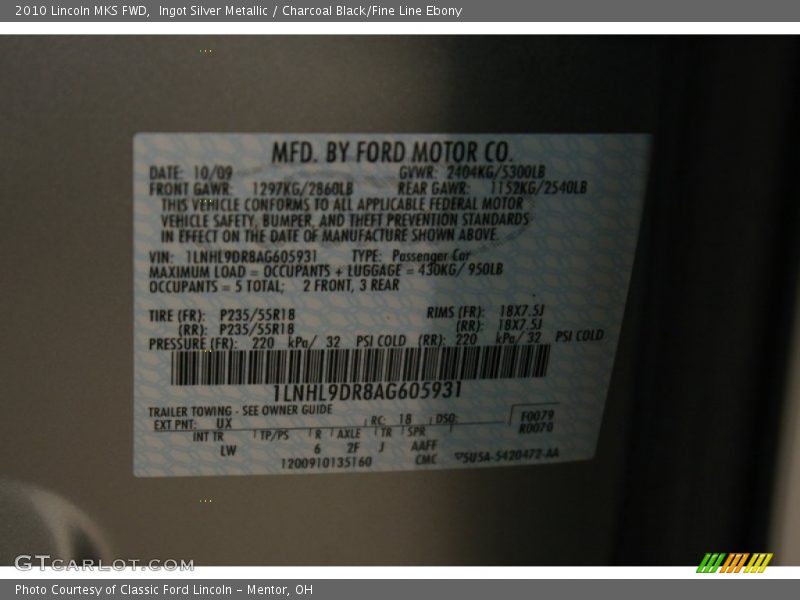 2010 Lincoln MKS FWD, Ingot Silver Metallic / Charcoal Black/Fine Line Ebony
MFD. BY FORD MOTOR CO.
DATE: 10/09 GVWR: 2404KG/5300LB
FRONT GAWR: 1297KG/2860LB REAR GAWR: 1152KG/2540LB
THIS VEHICLE CONFORMS TO ALL APPLICABLE FEDERAL MOTOR
VEHICLE SAFETY, BUMPER, AND THEFT PREVENTION STANDARDS
IN EFFECT ON THE DATE OF MANUFACTURE SHOWN ABOVE.
VIN: 1LNHL9DR8AG605931 TYPE: Passenger Car
MAXIMUM LOAD = OCCUPANTS + LUGGAGE = 430KG/ 950LB
OCCUPANTS = 5 TOTAL; 2 FRONT, 3 REAR
TIRE (FR): P235/55R18 RIMS (FR): 18X7.5J
(RR): P235/55R18 (RR): 18X7.5J
PRESSURE (FR): 220 kPa/ 32 PSI COLD (RR): 220 kPa/ 32 PSI COLD
1LNHL9DR8AG605931
TRAILER TOWING - SEE OWNER GUIDE
EXT PNT: UX RC: 18 DSO: F0079
R0070
INT TR TP/PS R AXLE TR SPR
LW 6 2F J AAFF
1200910135160 CMC 5U5A-5420472-AA
GTCARLOT.COM
Photo Courtesy of Classic Ford Lincoln - Mentor, OH